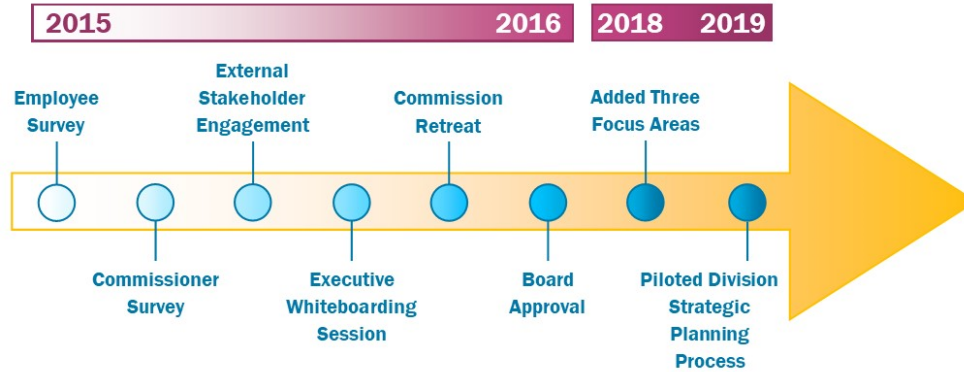 2015
2016
2018
2019
Employee
Survey
External
Stakeholder
Engagement
Commission
Retreat
Added Three
Focus Areas
Commissioner
Survey
Executive
Whiteboarding
Session
Board
Approval
Piloted Division
Strategic
Planning
Process